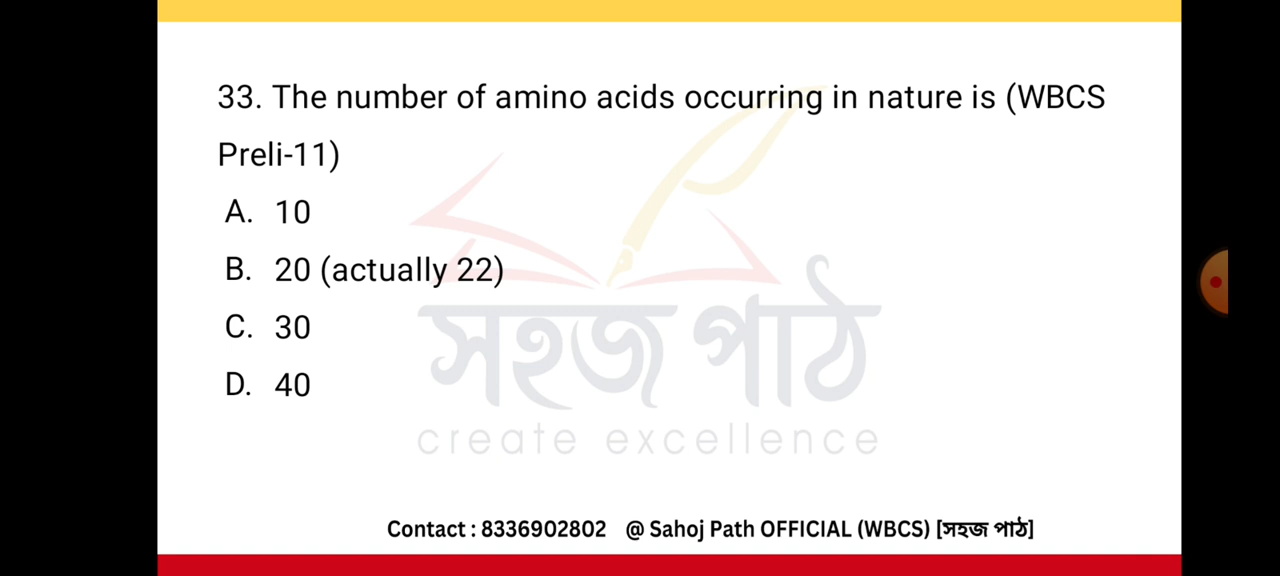 33. The number of amino acids occurring in nature is (WBCS
Preli-11)
A. 10
B. 20 (actually 22)
C. 30
D. 40
সহজ পাঠ
create excellence
Contact : 8336902802 @ Sahoj Path OFFICIAL (WBCS) [সহজ পাঠ]